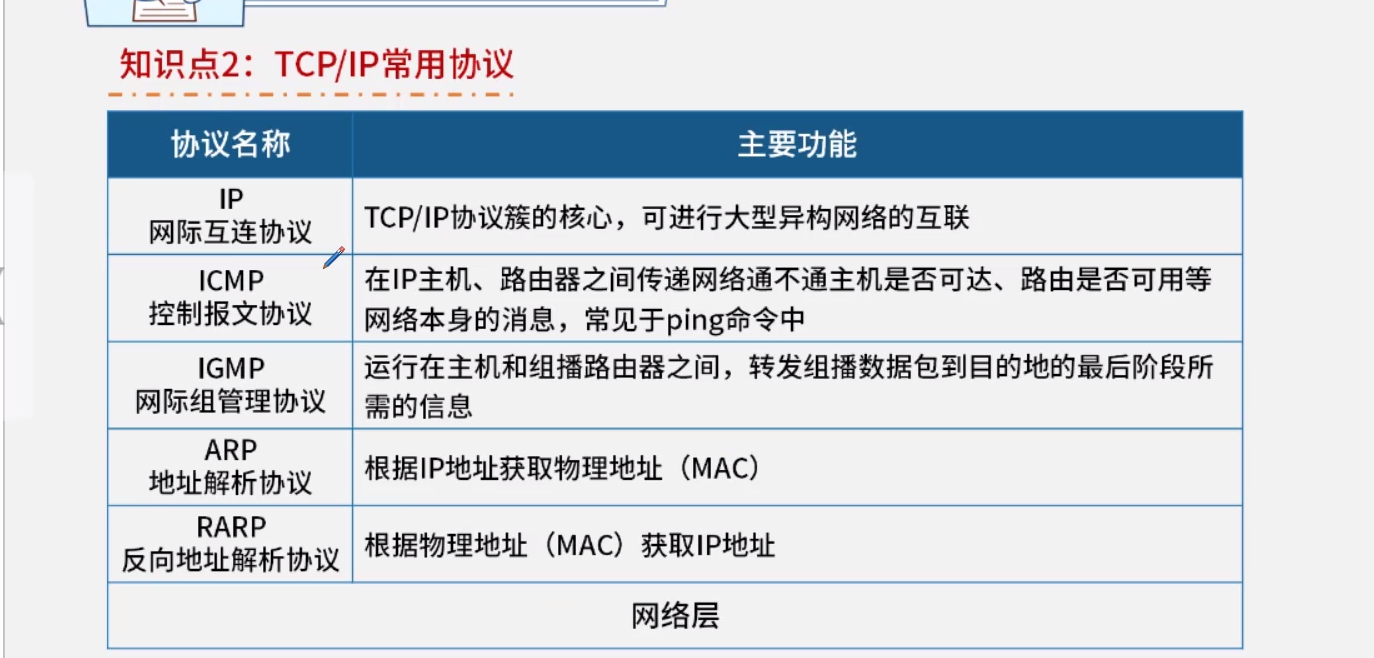 知识点2：TCP/IP常用协议
协议名称
主要功能
IP
网际互连协议
TCP/IP协议簇的核心，可进行大型异构网络的互联
ICMP
控制报文协议
在IP主机、路由器之间传递网络通不通主机是否可达、路由是否可用等
网络本身的消息，常见于ping命令中
IGMP
网际组管理协议
运行在主机和组播路由器之间，转发组播数据包到目的地的最后阶段所
需的信息
ARP
地址解析协议
根据IP地址获取物理地址（MAC）
RARP
反向地址解析协议
根据物理地址（MAC）获取IP地址
网络层